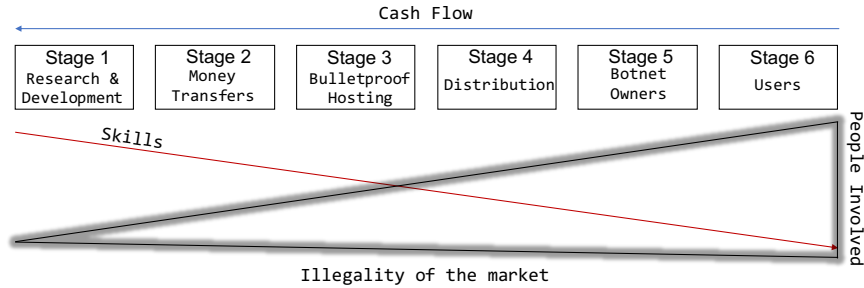 Cash Flow
Stage 1
Research &
Development
Stage 2
Money
Transfers
Stage 3
Bulletproof
Hosting
Stage 4
Distribution
Stage 5
Botnet
Owners
Stage 6
Users
Skills
People Involved
Illegality of the market